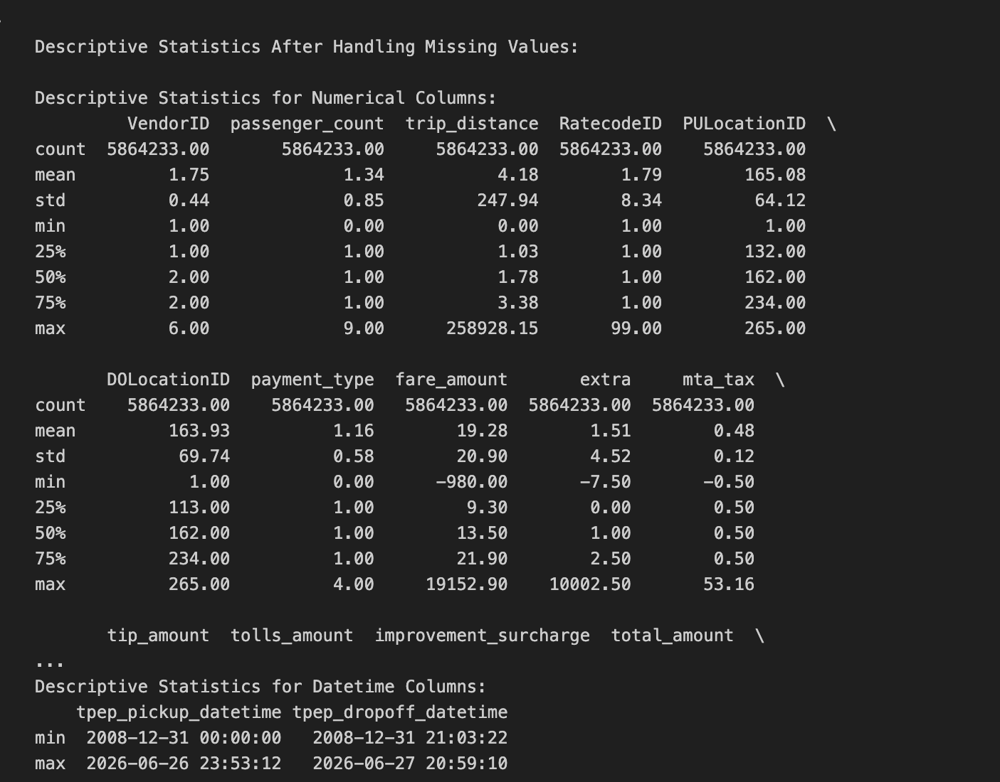 Descriptive Statistics After Handling Missing Values:
Descriptive Statistics for Numerical Columns:
VendorID passenger_count trip_distance RatecodeID PULocationID \
count 5864233.00 5864233.00 5864233.00 5864233.00 5864233.00
mean 1.75 1.34 4.18 1.79 165.08
std 0.44 0.85 247.94 8.34 64.12
min 1.00 0.00 0.00 1.00 1.00
25% 1.00 1.00 1.03 1.00 132.00
50% 2.00 1.00 1.78 1.00 162.00
75% 2.00 1.00 3.38 1.00 234.00
max 6.00 9.00 258928.15 99.00 265.00
DOLocationID payment_type fare_amount extra mta_tax \
count 5864233.00 5864233.00 5864233.00 5864233.00 5864233.00
mean 163.93 1.16 19.28 1.51 0.48
std 69.74 0.58 20.90 4.52 0.12
min 1.00 0.00 -980.00 -7.50 -0.50
25% 113.00 1.00 9.30 0.00 0.50
50% 162.00 1.00 13.50 1.00 0.50
75% 234.00 1.00 21.90 2.50 0.50
max 265.00 4.00 19152.90 10002.50 53.16
tip_amount tolls_amount improvement_surcharge total_amount \
...
Descriptive Statistics for Datetime Columns:
tpep_pickup_datetime tpep_dropoff_datetime
min 2008-12-31 00:00:00 2008-12-31 21:03:22
max 2026-06-26 23:53:12 2026-06-27 20:59:10